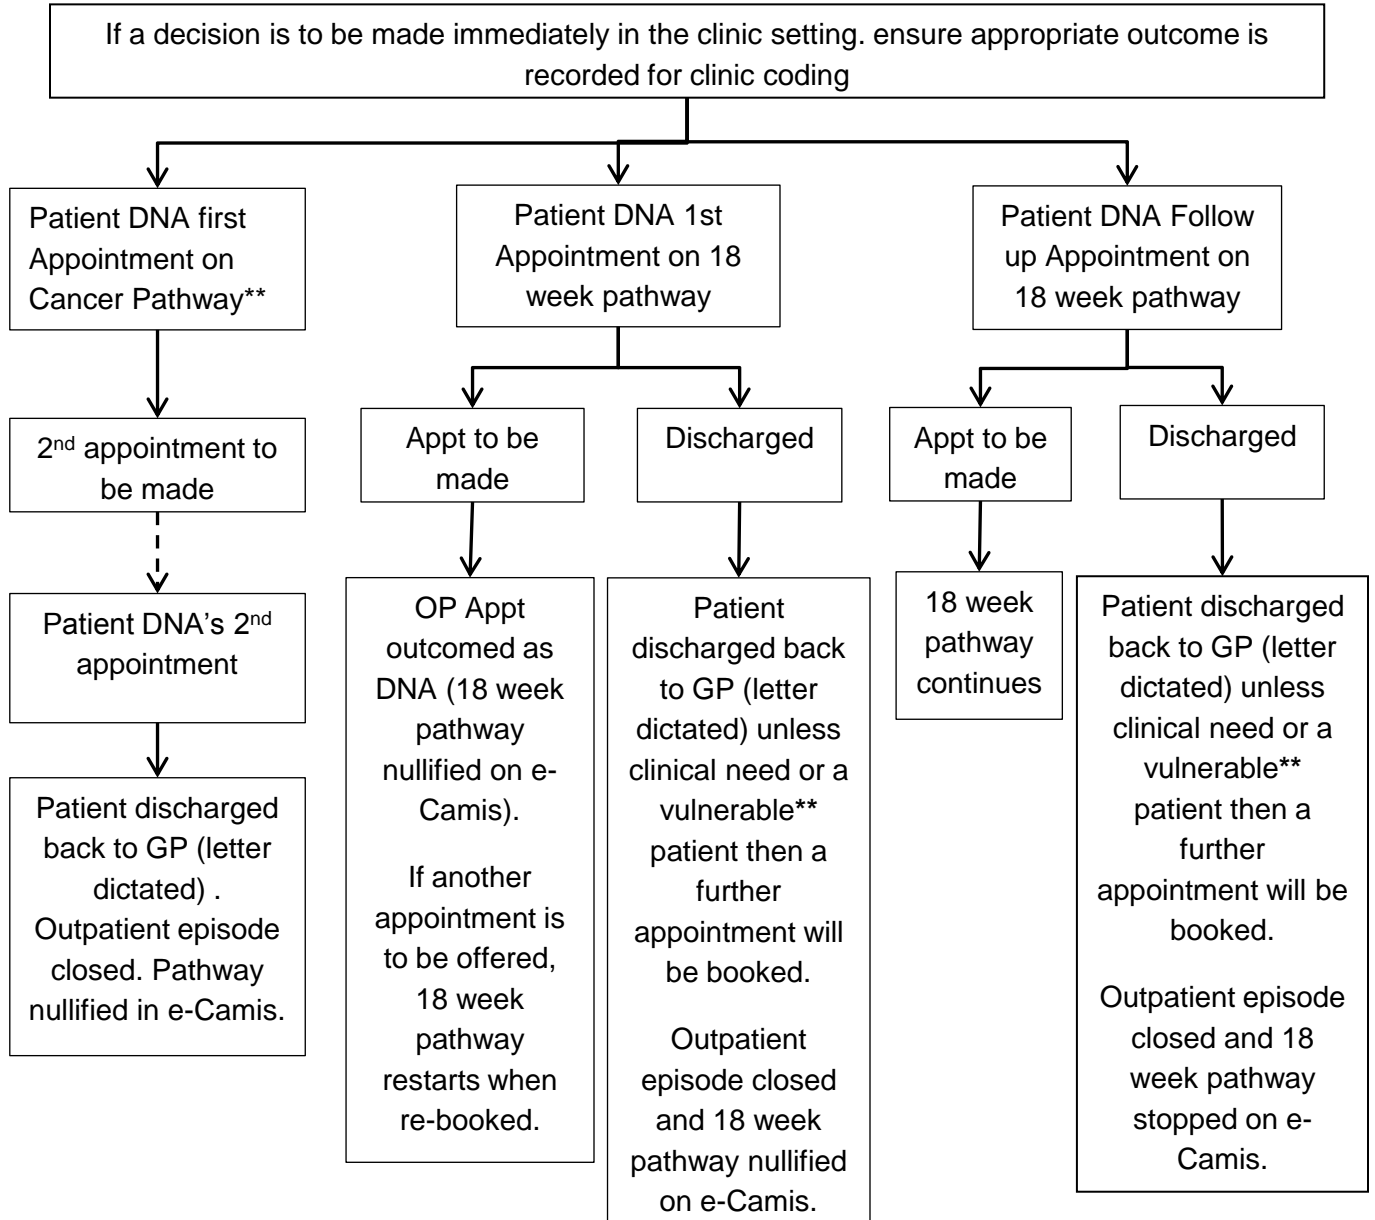 If a decision is to be made immediately in the clinic setting. ensure appropriate outcome is
recorded for clinic coding
Patient DNA first
Appointment on
Cancer Pathway**
Patient DNA 1st
Appointment on 18
week pathway
Patient DNA Follow
up Appointment on
18 week pathway
2nd appointment to
be made
Appt to be
made
Discharged
Appt to be
made
Discharged
Patient DNA's 2nd
appointment
OP Appt
outcomed as
DNA (18 week
pathway
nullified on e-
Camis).
If another
appointment is
to be offered,
18 week
pathway
restarts when
re-booked.
Patient
discharged back
to GP (letter
dictated) unless
clinical need or a
vulnerable**
patient then a
further
appointment will
be booked.
Outpatient
episode closed
and 18 week
pathway nullified
on e-Camis.
18 week
pathway
continues
Patient discharged
back to GP (letter
dictated) unless
clinical need or a
vulnerable**
patient then a
further
appointment will be
booked.
Outpatient episode
closed and 18
week pathway
stopped on e-
Camis.
Patient discharged
back to GP (letter
dictated) .
Outpatient episode
closed. Pathway
nullified in e-Camis.